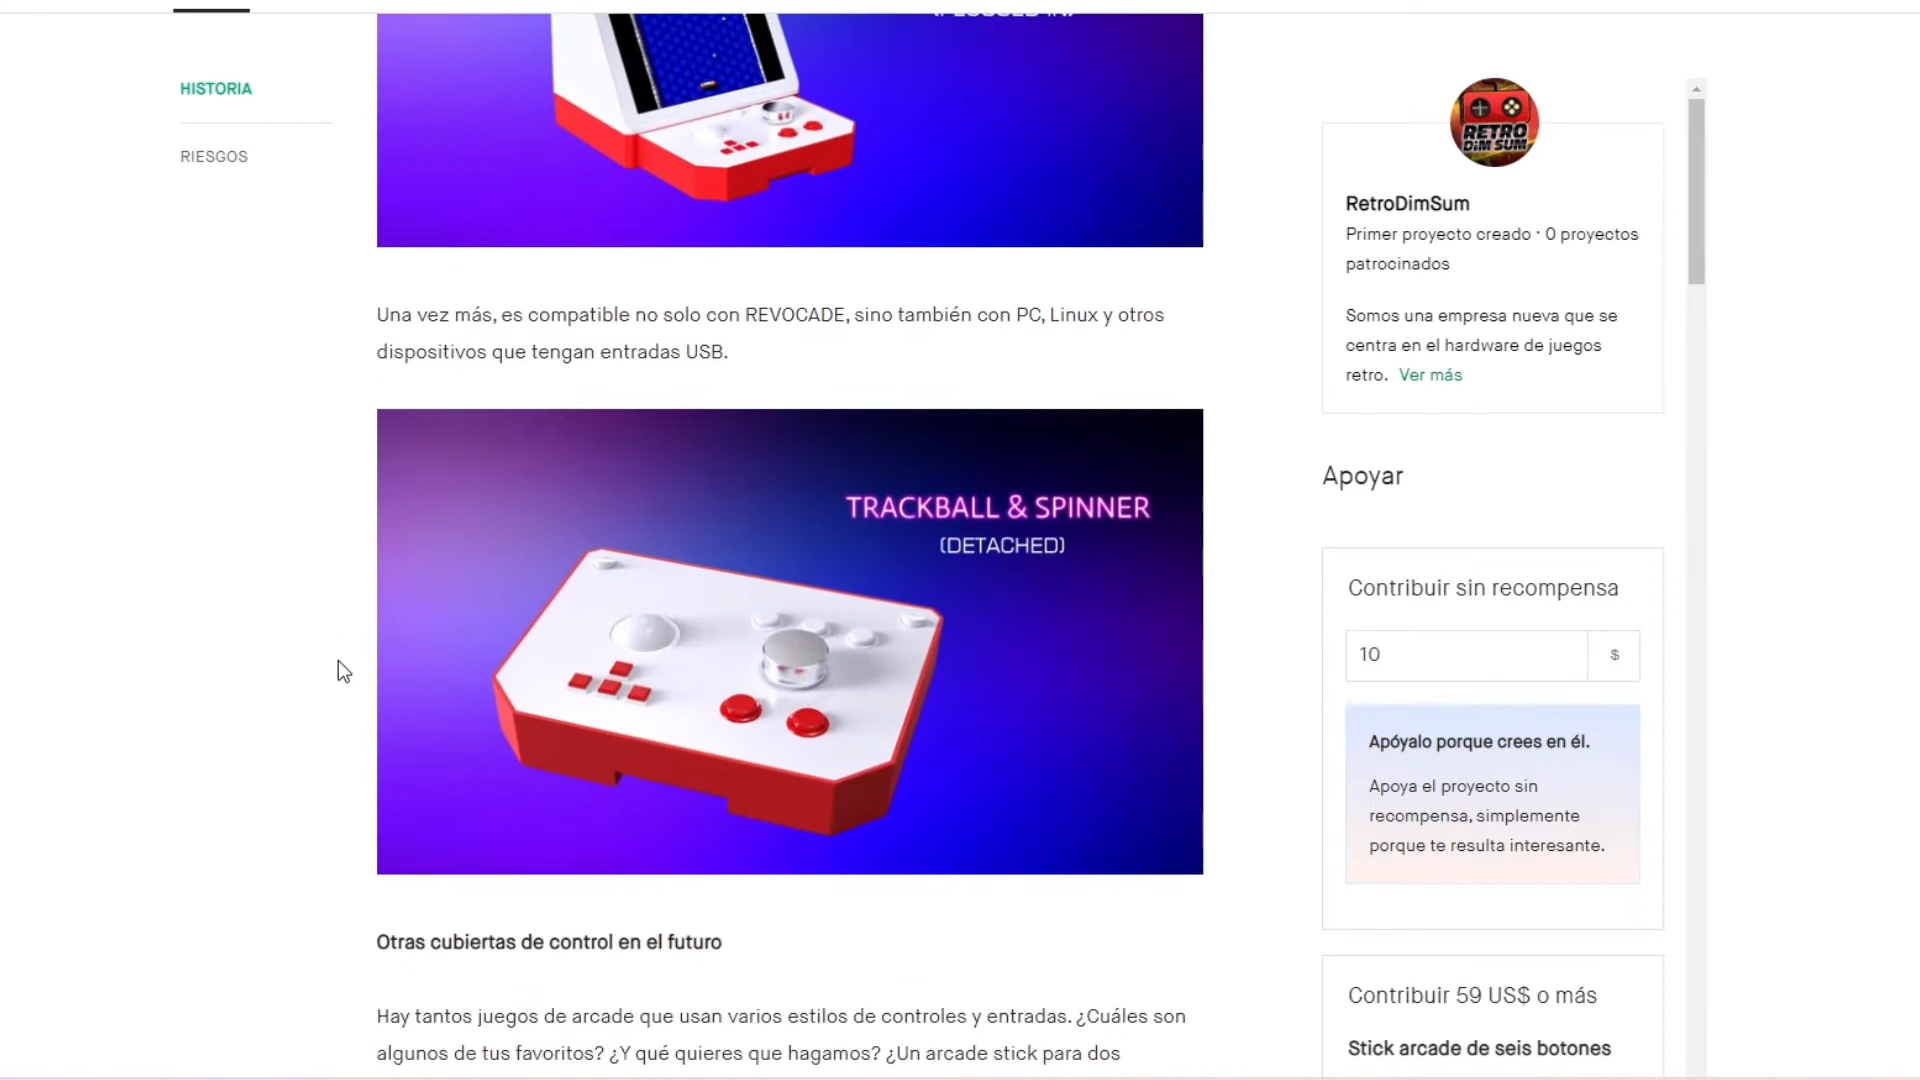 HISTORIA
RIESGOS
Una vez más, es compatible no solo con REVOCADE, sino también con PC, Linux y otros
dispositivos que tengan entradas USB.
TRACKBALL & SPINNER
(DETACHED)
Otras cubiertas de control en el futuro
Hay tantos juegos de arcade que usan varios estilos de controles y entradas. ¿Cuáles son
algunos de tus favoritos? ¿Y qué quieres que hagamos? ¿Un arcade stick para dos
RETRO
DiM SUM
RetroDimSum
Primer proyecto creado · 0 proyectos
patrocinados
Somos una empresa nueva que se
centra en el hardware de juegos
retro. Ver más
Apoyar
Contribuir sin recompensa
10 $
Apóyalo porque crees en él.
Apoya el proyecto sin
recompensa, simplemente
porque te resulta interesante.
Contribuir 59 US$ o más
Stick arcade de seis botones